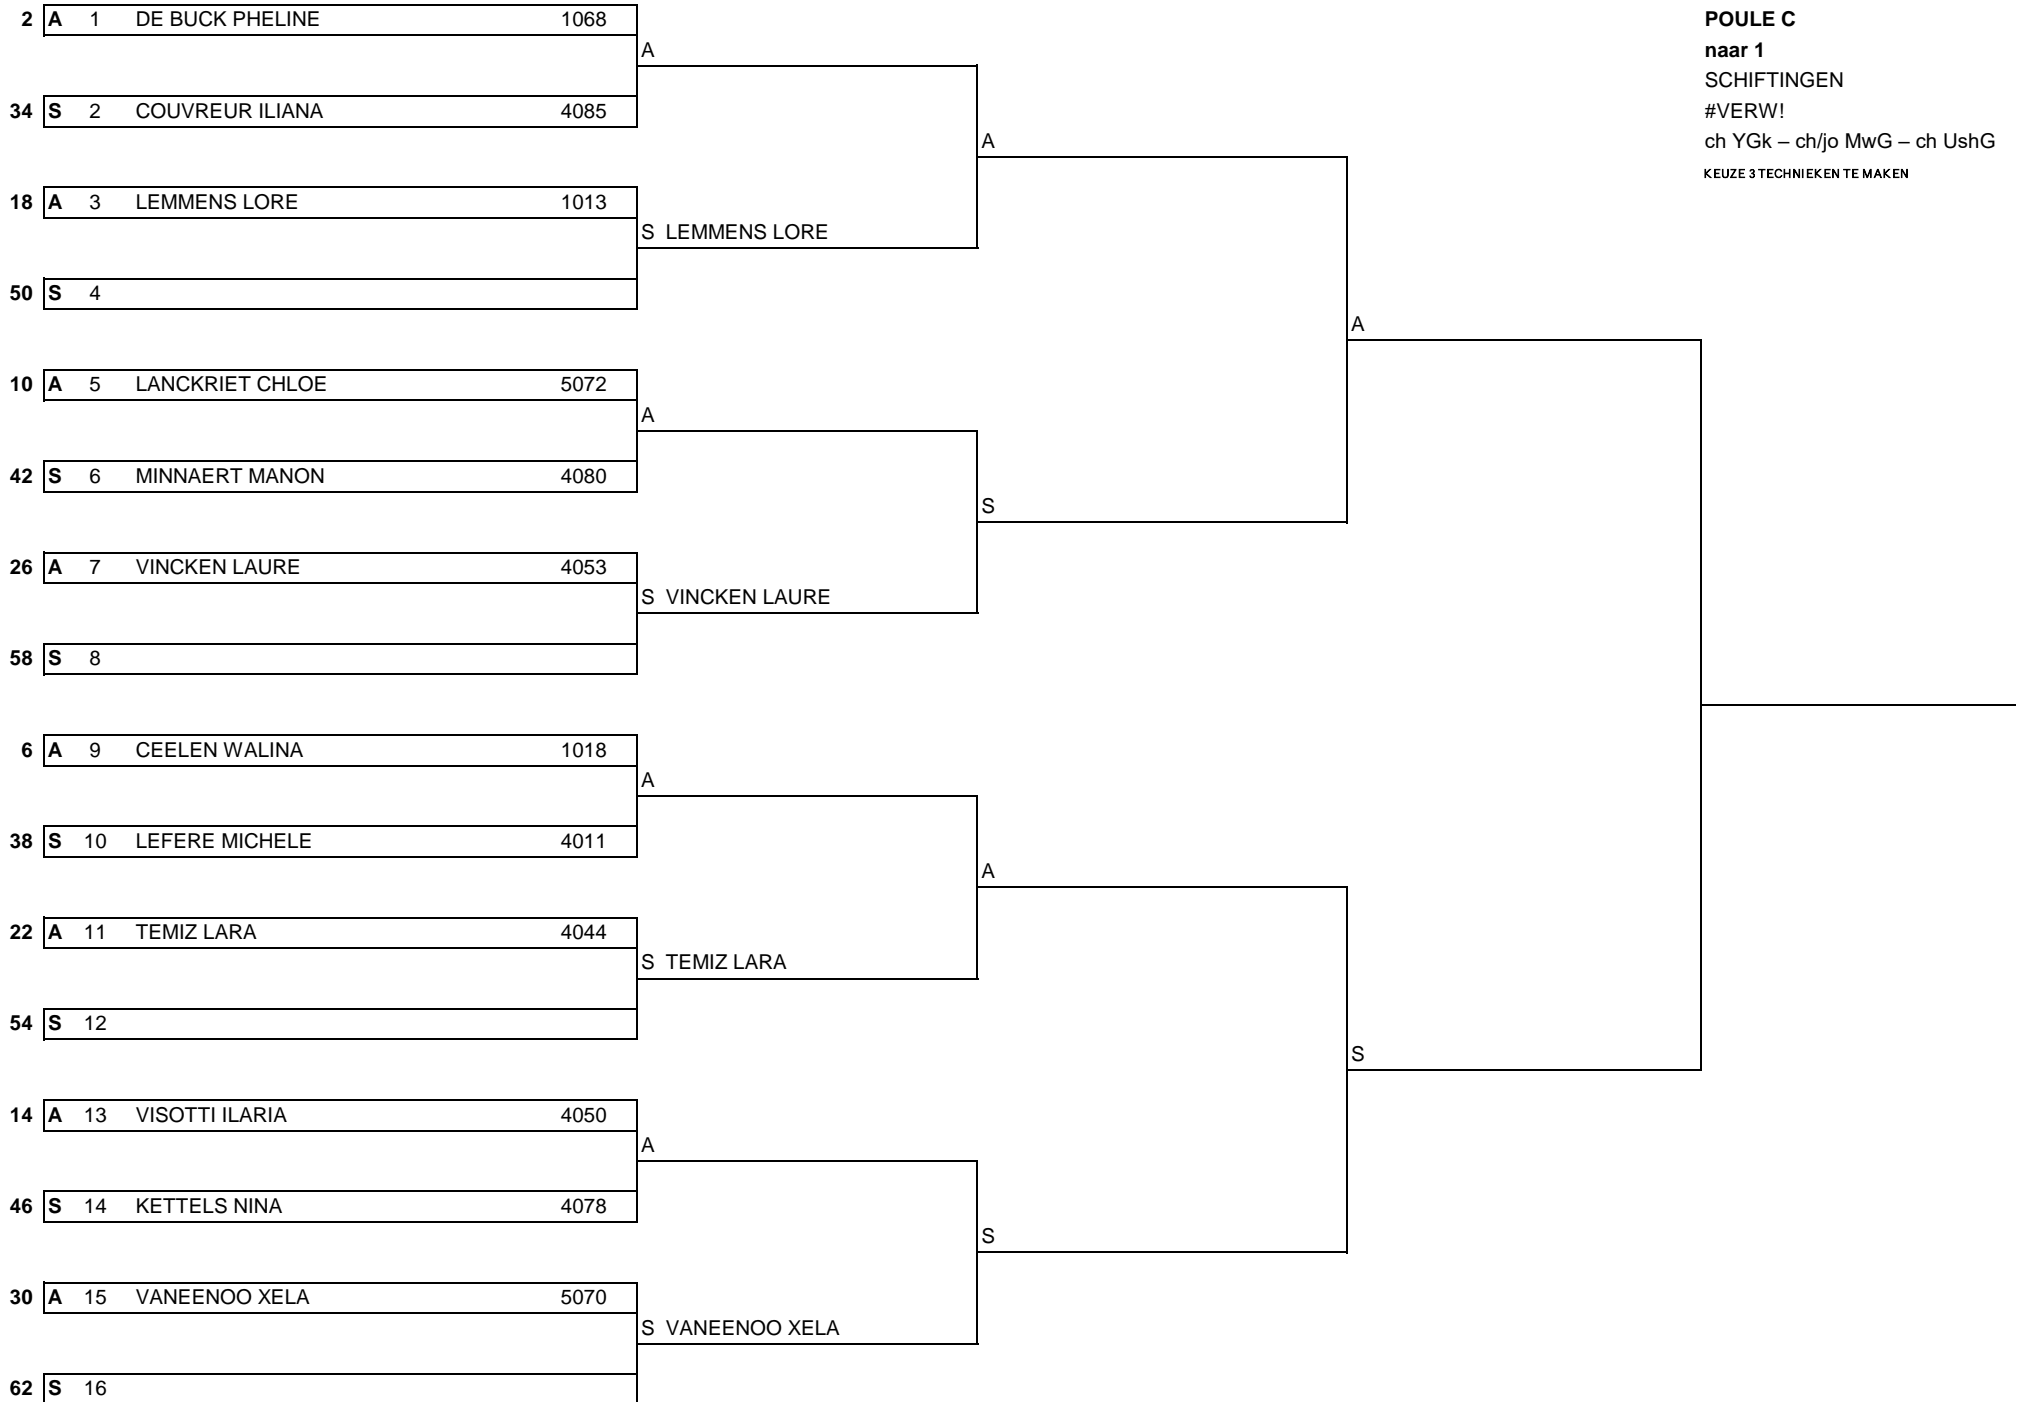 2 A 1 DE BUCK PHELINE 1068
POULE C
A
naar 1
SCHIFTINGEN
34 S 2 COUVREUR ILIANA 4085
#VERW!
A
ch YGk – ch/jo MwG – ch UshG
KEUZE 3 TECHNIEKEN TE MAKEN
18 A 3 LEMMENS LORE 1013
S LEMMENS LORE
50 S 4
A
10 A 5 LANCKRIET CHLOE 5072
A
42 S 6 MINNAERT MANON 4080
S
26 A 7 VINCKEN LAURE 4053
S VINCKEN LAURE
58 S 8
6 A 9 CEELEN WALINA 1018
A
38 S 10 LEFERE MICHELE 4011
A
22 A 11 TEMIZ LARA 4044
S TEMIZ LARA
54 S 12
S
14 A 13 VISOTTI ILARIA 4050
A
46 S 14 KETTELS NINA 4078
S
30 A 15 VANEENOO XELA 5070
S VANEENOO XELA
62 S 16